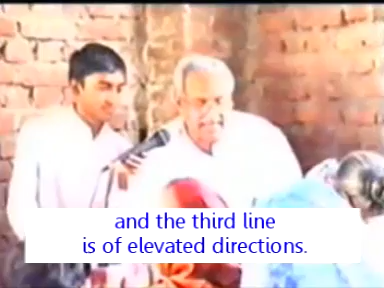 and the third line
is of elevated directions.